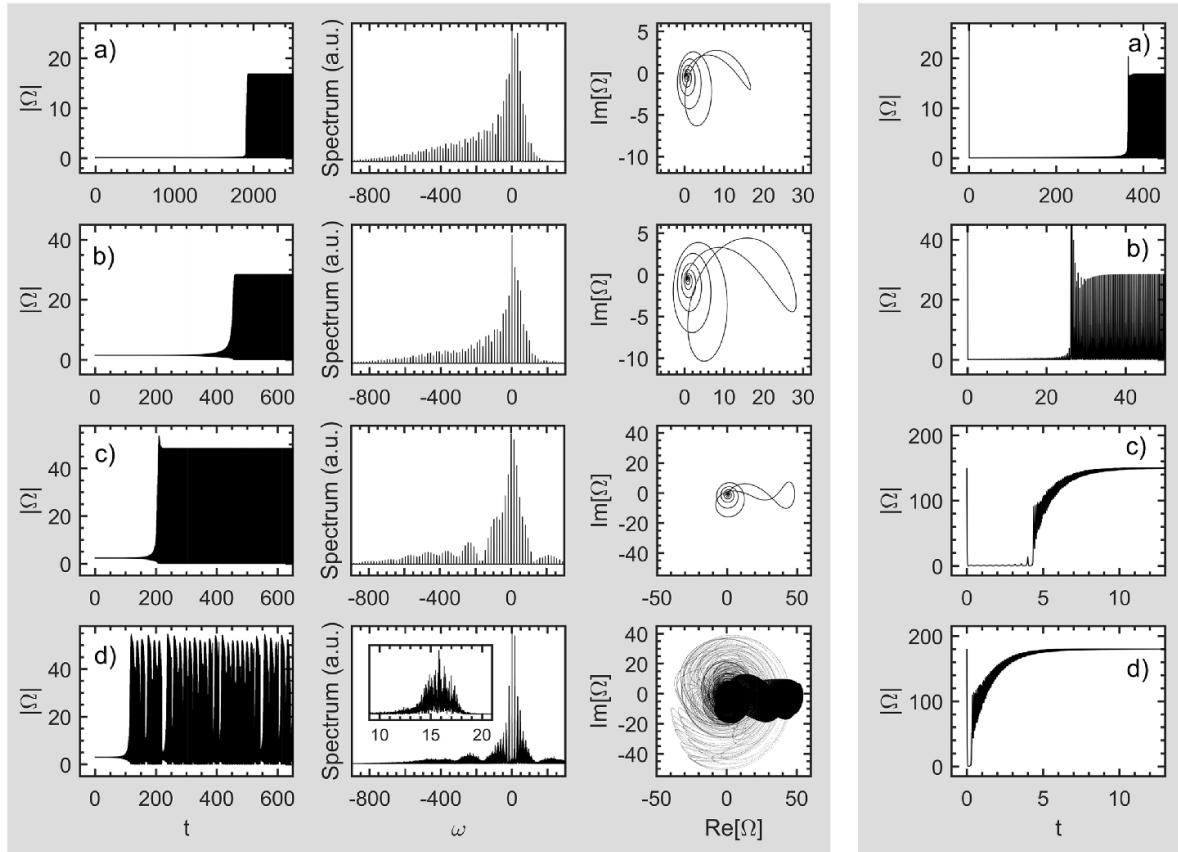 a)
|Ω|
20
10
0
0 1000 2000
Spectrum (a.u.)
-800 -400 0
Im[Ω]
5
0
-5
-10
0 10 20 30
b)
|Ω|
40
20
0
0 200 400 600
Spectrum (a.u.)
-800 -400 0
Im[Ω]
5
0
-5
-10
0 10 20 30
c)
|Ω|
40
20
0
0 200 400 600
Spectrum (a.u.)
-800 -400 0
Im[Ω]
40
20
0
-20
-40
-50 0 50
d)
|Ω|
40
20
0
0 200 400 600
t
Spectrum (a.u.)
10 15 20
-800 -400 0
ω
Im[Ω]
40
20
0
-20
-40
-50 0 50
Re[Ω]
a)
|Ω|
20
10
0
0 200 400
b)
|Ω|
40
20
0
0 20 40
c)
|Ω|
200
100
0
0 5 10
d)
|Ω|
200
100
0
0 5 10
t